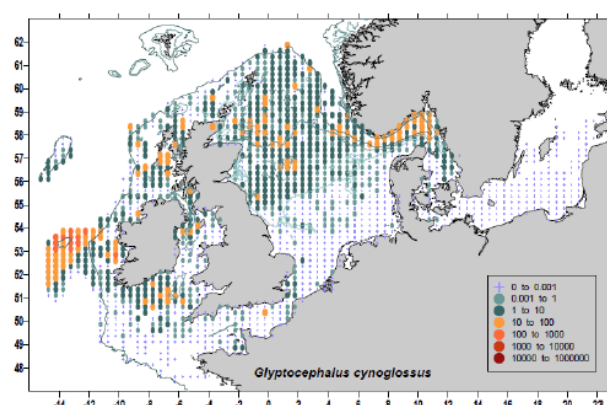 62
61
60
59
58
57
56
55
54
53
52
51
50
49
48
0 to 0.001
0.001 to 1
1 to 10
10 to 100
100 to 1000
1000 to 10000
10000 to 1000000
Glyptocephalus cynoglossus
-14 -12 -10 -8 -6 -4 -2 0 2 4 6 8 10 12 14 16 18 20 22